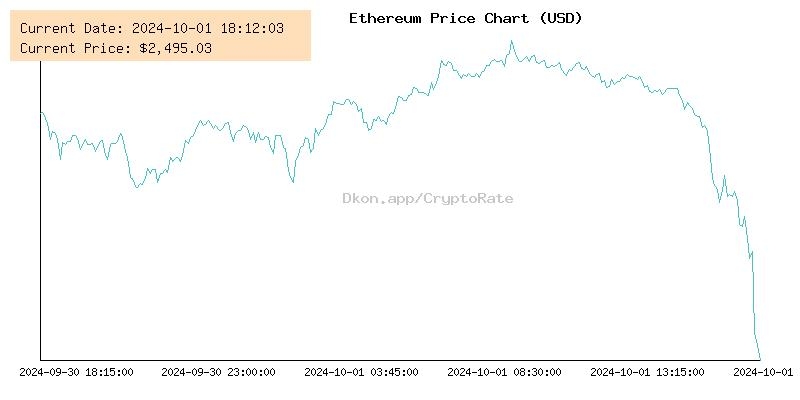 Ethereum Price Chart (USD)
Current Date: 2024-10-01 18:12:03
Current Price: $2,495.03
Dkon.app/CryptoRate
2024-09-30 18:15:00 2024-09-30 23:00:00 2024-10-01 03:45:00 2024-10-01 08:30:00 2024-10-01 13:15:00 2024-10-01